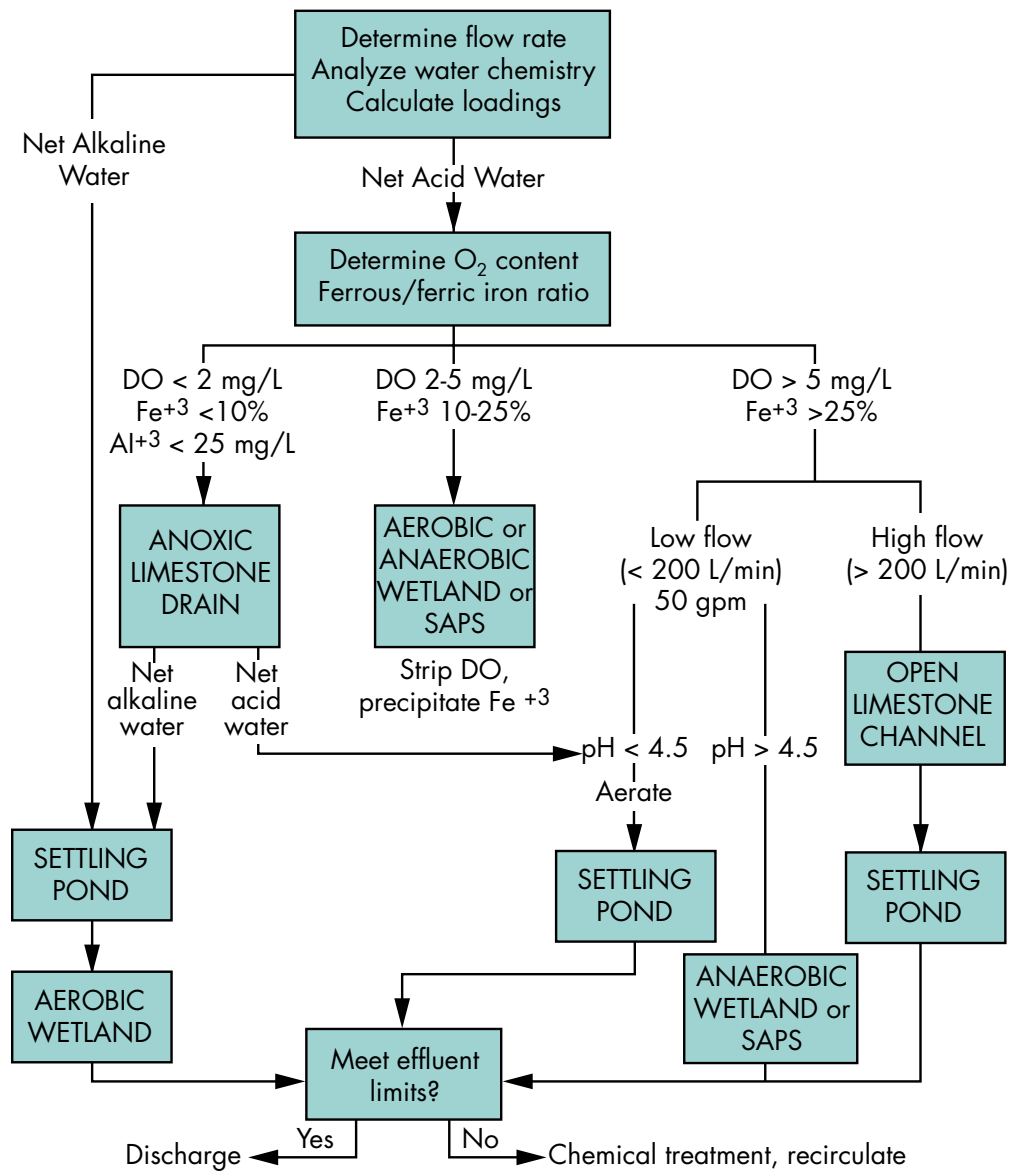 Determine flow rate
Analyze water chemistry
Calculate loadings
Net Alkaline
Water
Net Acid Water
Determine O₂ content
Ferrous/ferric iron ratio
DO < 2 mg/L
Fe+3 <10%
Al+3 < 25 mg/L
DO 2-5 mg/L
Fe+3 10-25%
DO > 5 mg/L
Fe+3 >25%
ANOXIC
LIMESTONE
DRAIN
AEROBIC or
ANAEROBIC
WETLAND or
SAPS
Low flow
(< 200 L/min)
50 gpm
High flow
(> 200 L/min)
Net
alkaline
water
Net
acid
water
Strip DO,
precipitate Fe +3
OPEN
LIMESTONE
CHANNEL
pH < 4.5
pH > 4.5
Aerate
SETTLING
POND
SETTLING
POND
SETTLING
POND
AEROBIC
WETLAND
ANAEROBIC
WETLAND or
SAPS
Meet effluent
limits?
Yes
No
Discharge
Chemical treatment, recirculate